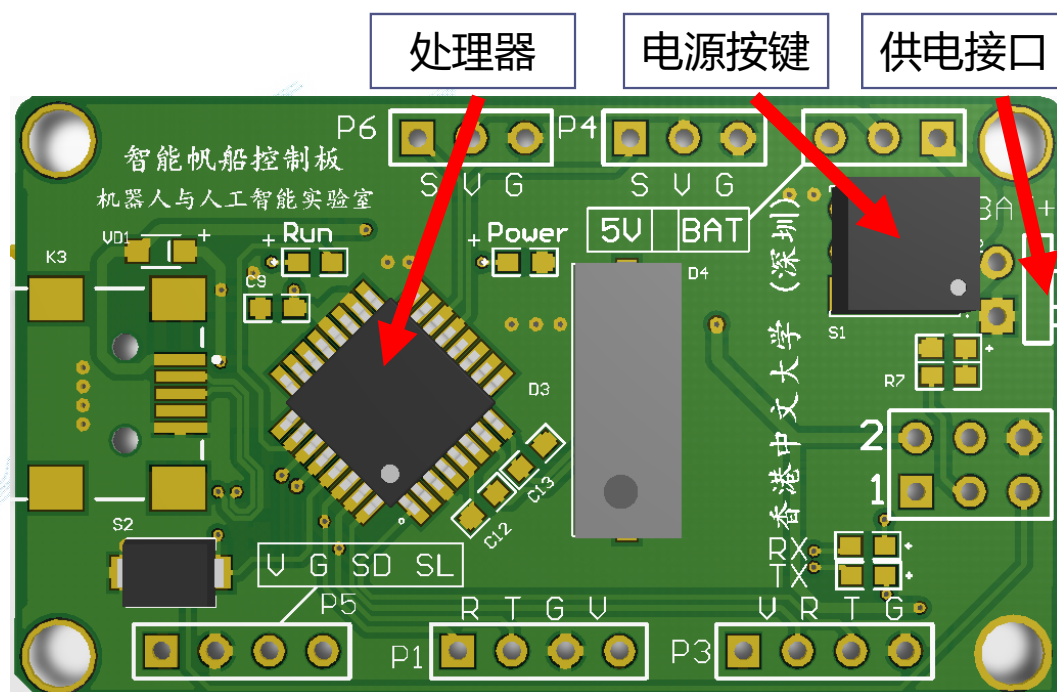 处理器
电源按键
供电接口
P6
P4
智能帆船控制板
S V G
S V G
机器人与人工智能实验室
5V
BAT
BA +
VD1
+
+ Run
+ Power
K3
C9
D4
(深圳)
S1
D3
R7
香港中文大学
2
1
C13
C12
S2
V G SD SL
RX
TX
P5
R T G V
V R T G
P1
P3